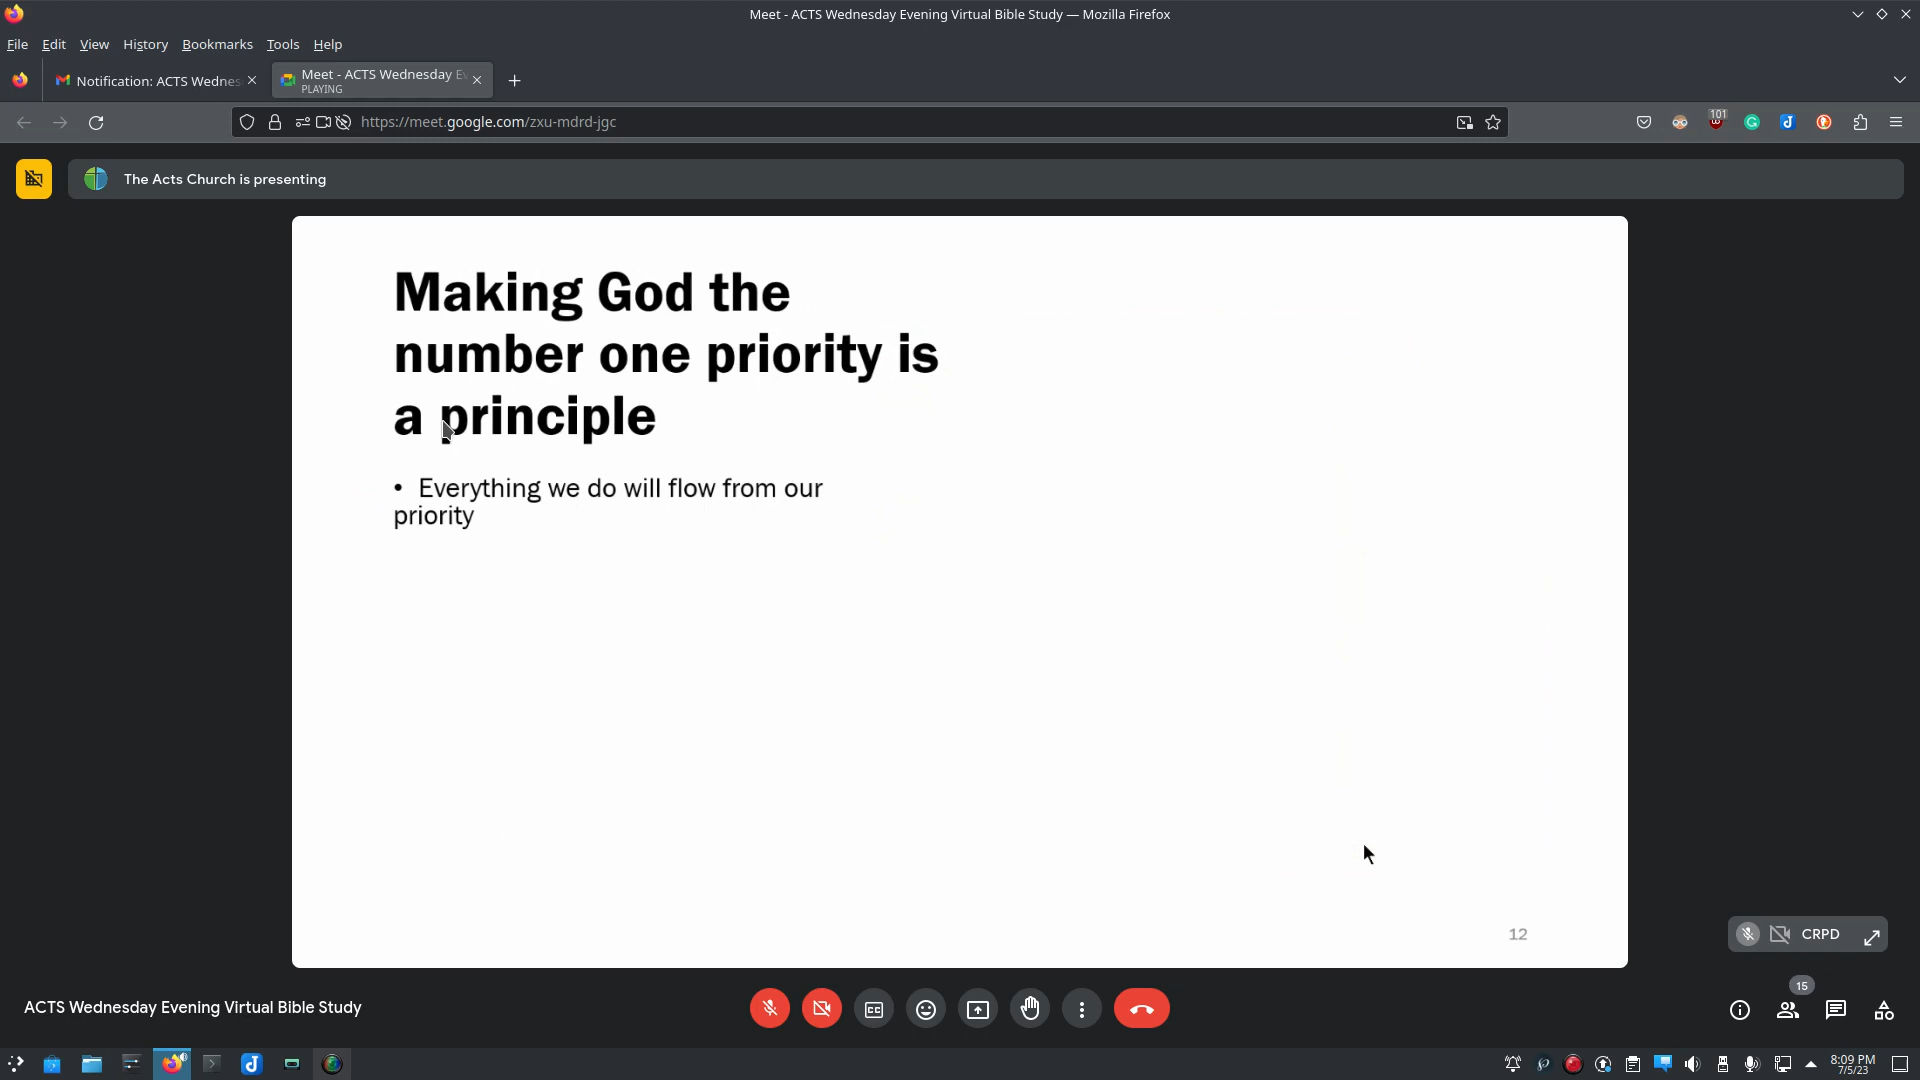 Meet - ACTS Wednesday Evening Virtual Bible Study — Mozilla Firefox
File Edit View History Bookmarks Tools Help
Notification: ACTS Wednes
Meet - ACTS Wednesday Ev
PLAYING
https://meet.google.com/zxu-mdrd-jgc
101
The Acts Church is presenting
Making God the
number one priority is
a principle
• Everything we do will flow from our
priority
12
CRPD
ACTS Wednesday Evening Virtual Bible Study
15
8:09 PM
7/5/23